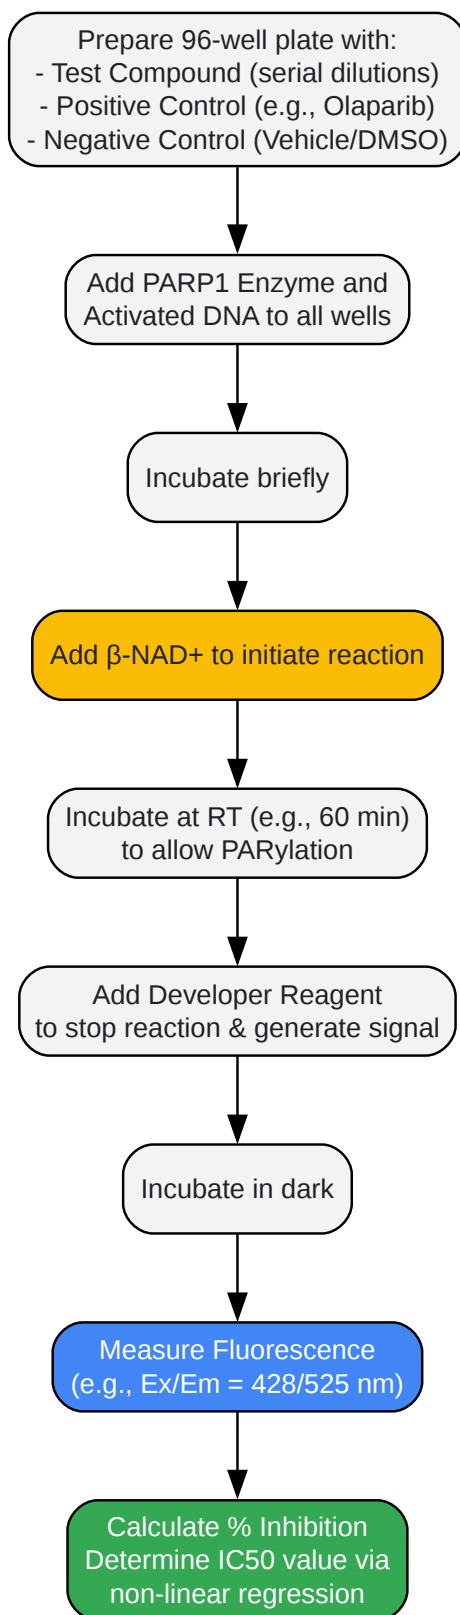 Prepare 96-well plate with:
- Test Compound (serial dilutions)
- Positive Control (e.g., Olaparib)
- Negative Control (Vehicle/DMSO)
Add PARP1 Enzyme and
Activated DNA to all wells
Incubate briefly
Add β-NAD+ to initiate reaction
Incubate at RT (e.g., 60 min)
to allow PARylation
Add Developer Reagent
to stop reaction & generate signal
Incubate in dark
Measure Fluorescence
(e.g., Ex/Em = 428/525 nm)
Calculate % Inhibition
Determine IC50 value via
non-linear regression